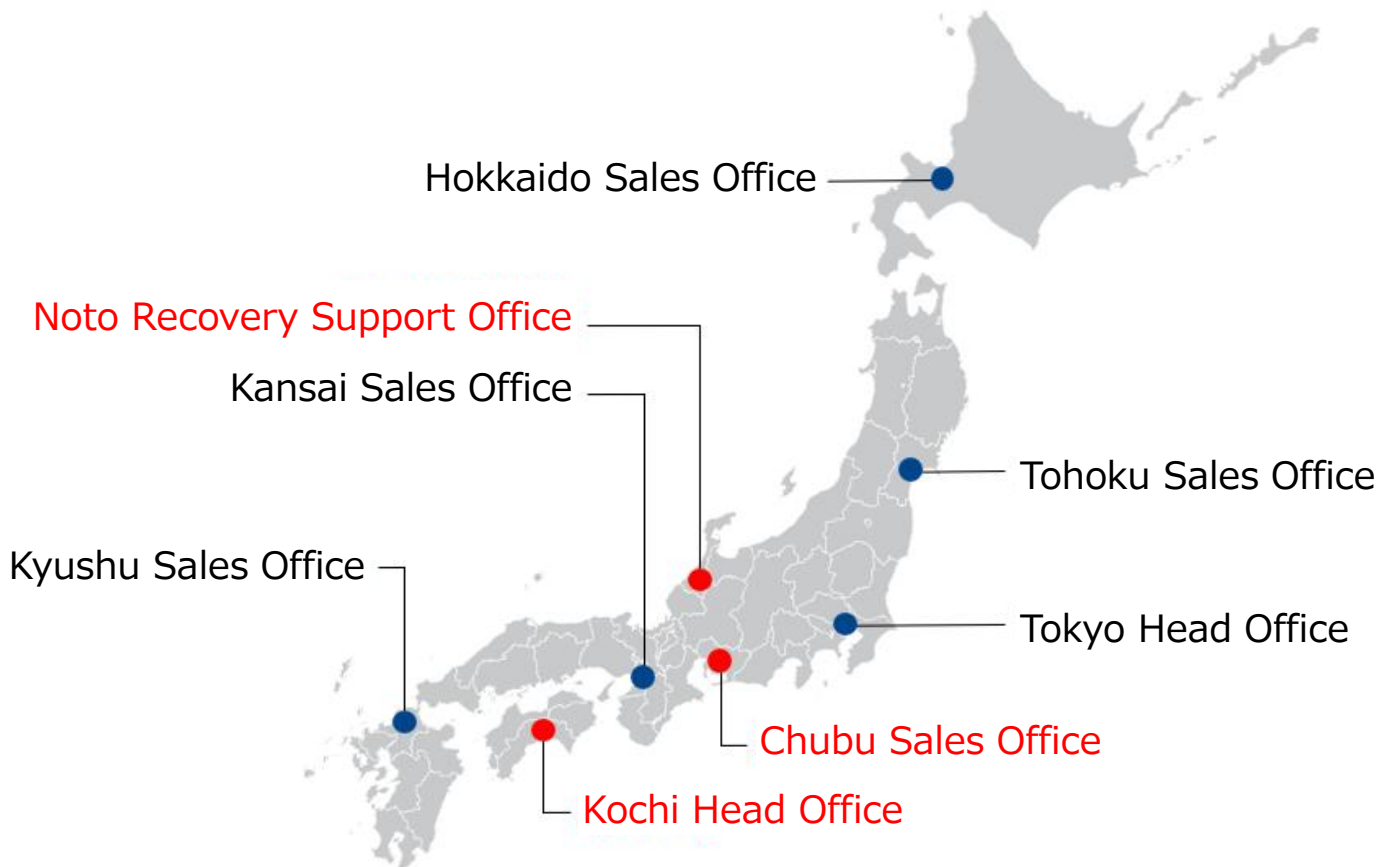 Hokkaido Sales Office
Noto Recovery Support Office
Kansai Sales Office
Tohoku Sales Office
Kyushu Sales Office
Tokyo Head Office
Chubu Sales Office
Kochi Head Office